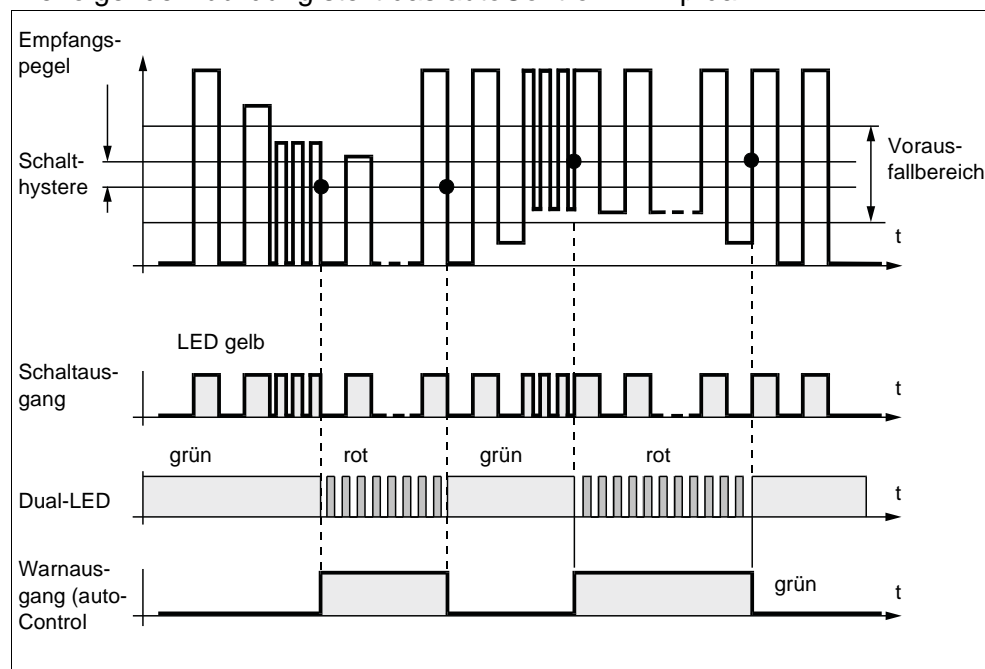 Empfangs-
pegel
Schalt-
hystere
Voraus-
fallbereich
t
LED gelb
Schaltaus-
gang
t
grün rot grün rot
Dual-LED
t
Warnaus-
gang (auto-
Control
grün
t